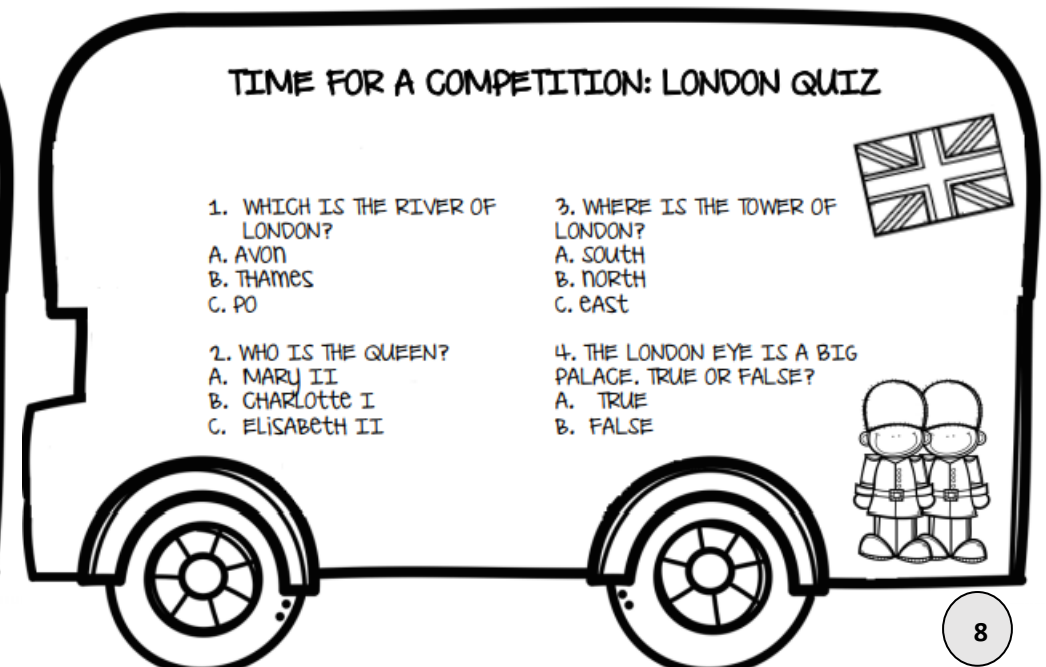 TIME FOR A COMPETITION: LONDON QUIZ
1. WHICH IS THE RIVER OF
LONDON?
A. AVON
B. THAMES
C. PO
2. WHO IS THE QUEEN?
A. MARY II
B. CHARLOTTE I
C. ELISABETH II
3. WHERE IS THE TOWER OF
LONDON?
A. SOUTH
B. NORTH
C. EAST
4. THE LONDON EYE IS A BIG
PALACE. TRUE OR FALSE?
A. TRUE
B. FALSE
8